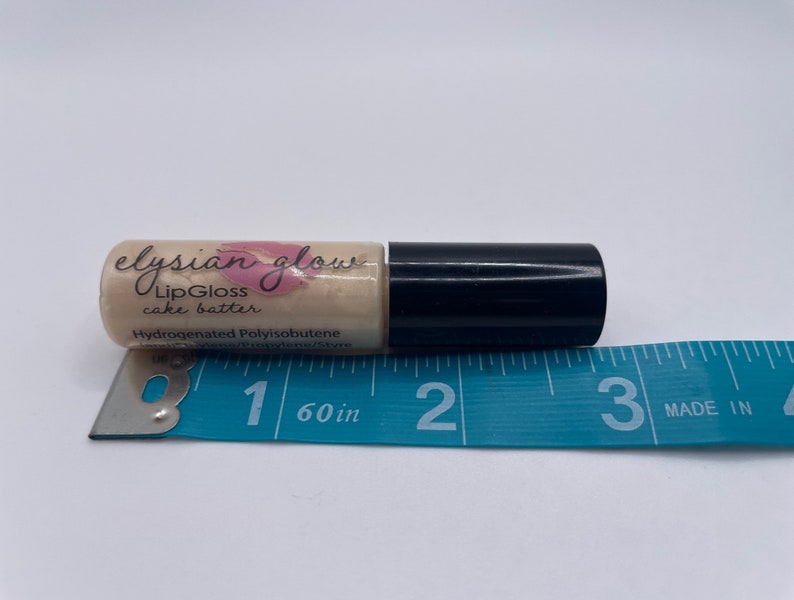 elysian glow
LipGloss
cake batter
Hydrogenated Polyisobutene
1 60in 2 3 MADE IN